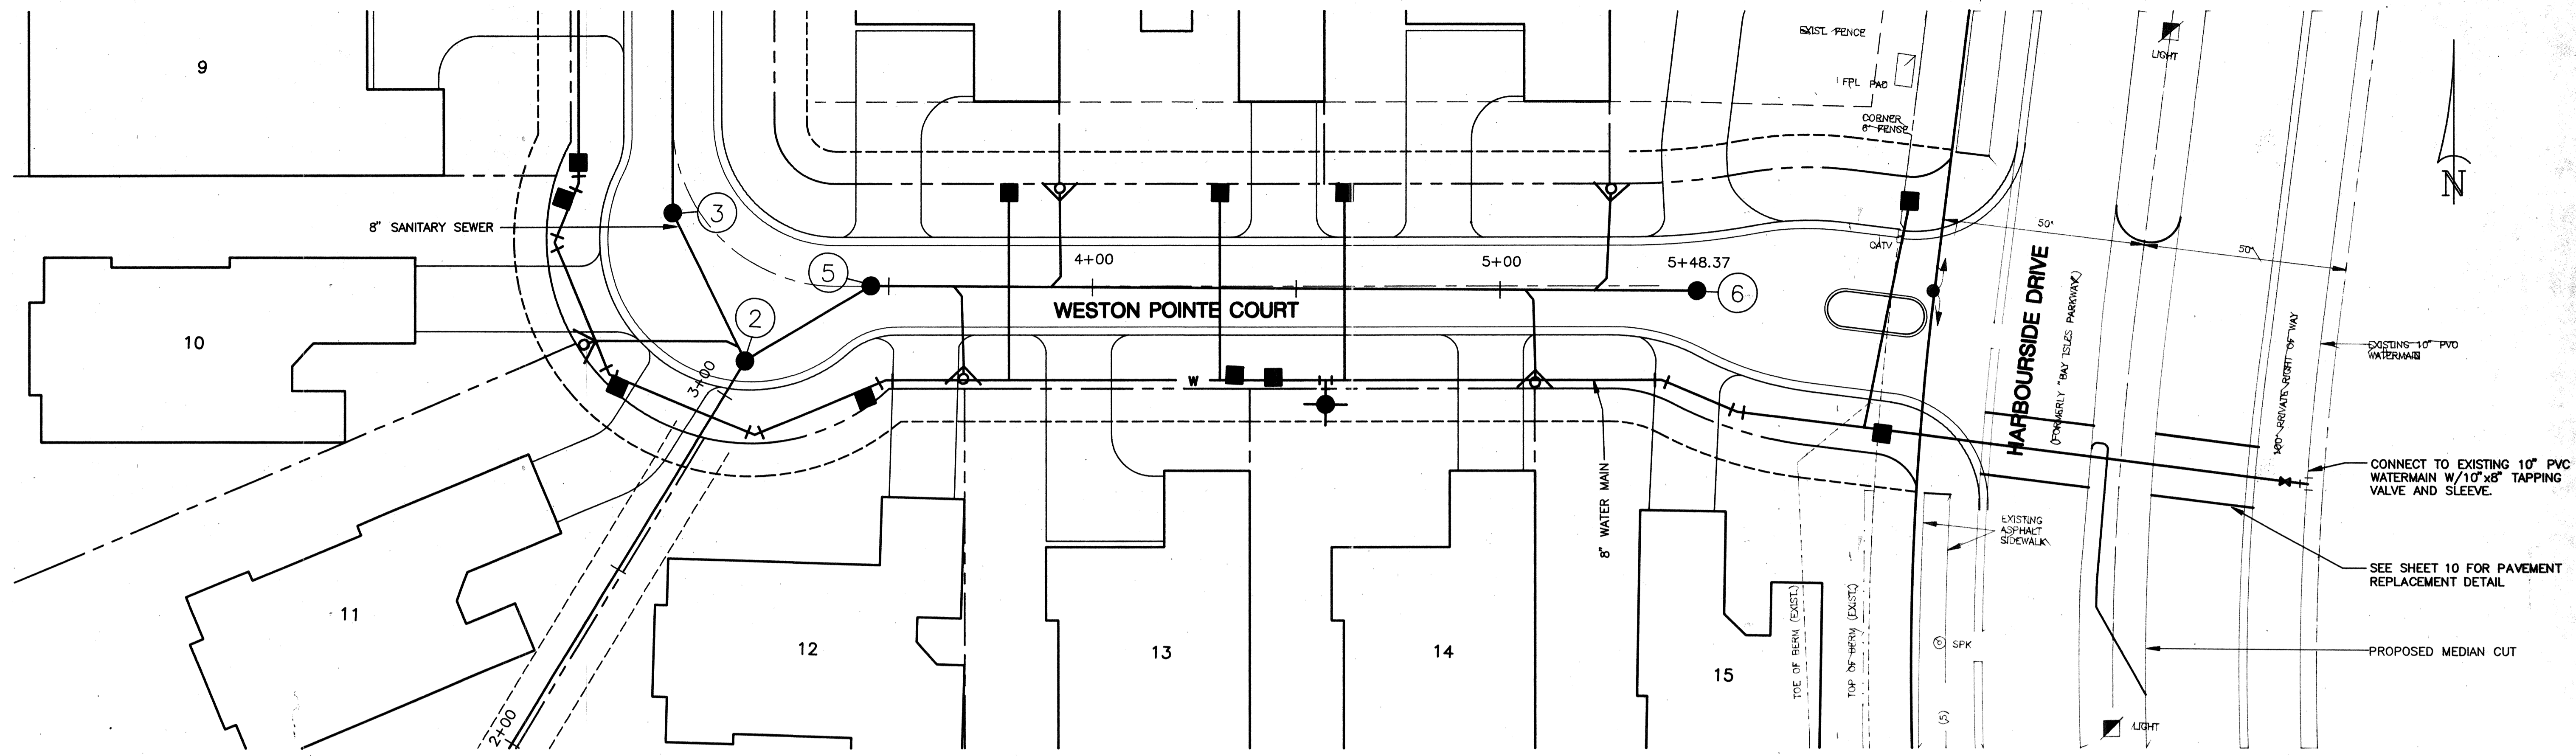 9
EXIST. FENCE
LIGHT
FPL PAD
CORNER
6' FENCE
N
3
8" SANITARY SEWER
50'
50'
CATV
5
4+00
5+00
5+48.37
6
WESTON POINTE COURT
HARBOURSIDE DRIVE
(FORMERLY "BAY ISLES PARKWAY")
100' PRIVATE RIGHT OF WAY
EXISTING 10" PVC
WATERMAIN
2
10
3+00
W
8" WATER MAIN
CONNECT TO EXISTING 10" PVC
WATERMAIN W/10"x8" TAPPING
VALVE AND SLEEVE.
EXISTING
ASPHALT
SIDEWALK
SEE SHEET 10 FOR PAVEMENT
REPLACEMENT DETAIL
11
12
13
14
15
TOE OF BERM (EXIST.)
TOP OF BERM (EXIST.)
SPK
PROPOSED MEDIAN CUT
2+00
(5)
LIGHT